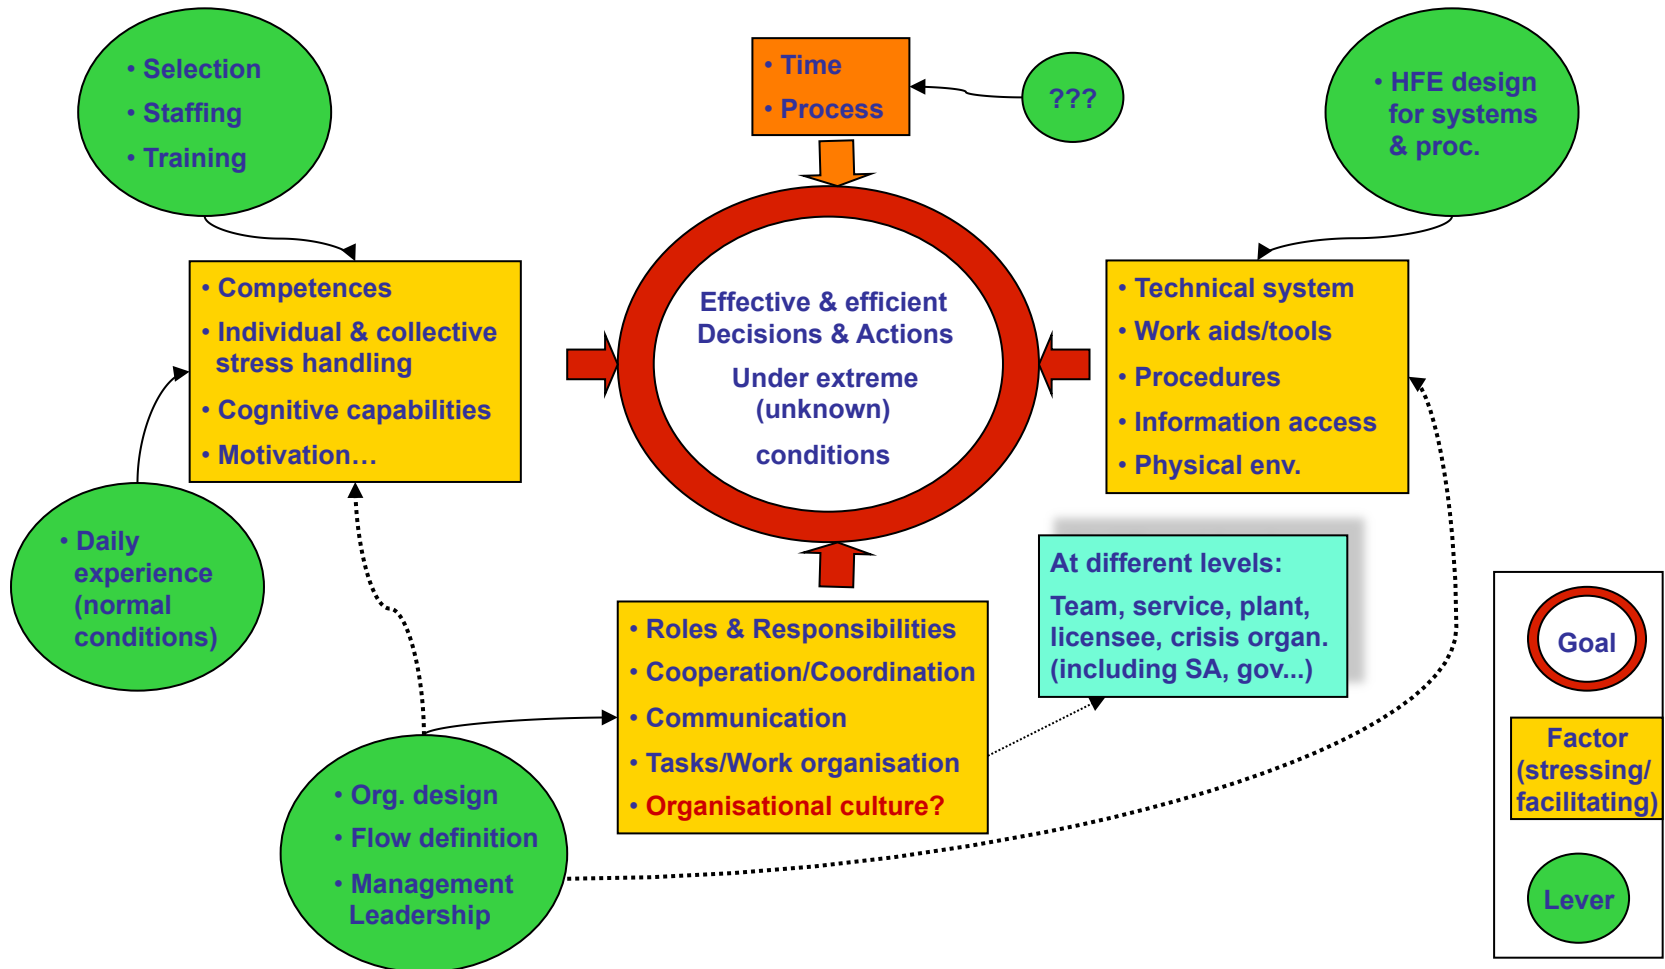 • Selection
• Staffing
• Training
• Time
• Process
???
• HFE design
for systems
& proc.
• Competences
• Individual & collective
stress handling
• Cognitive capabilities
• Motivation…
Effective & efficient
Decisions & Actions
Under extreme
(unknown)
conditions
• Technical system
• Work aids/tools
• Procedures
• Information access
• Physical env.
• Daily
experience
(normal
conditions)
• Roles & Responsibilities
• Cooperation/Coordination
• Communication
• Tasks/Work organisation
• Organisational culture?
At different levels:
Team, service, plant,
licensee, crisis organ.
(including SA, gov...)
• Org. design
• Flow definition
• Management
Leadership
Goal
Factor
(stressing/
facilitating)
Lever